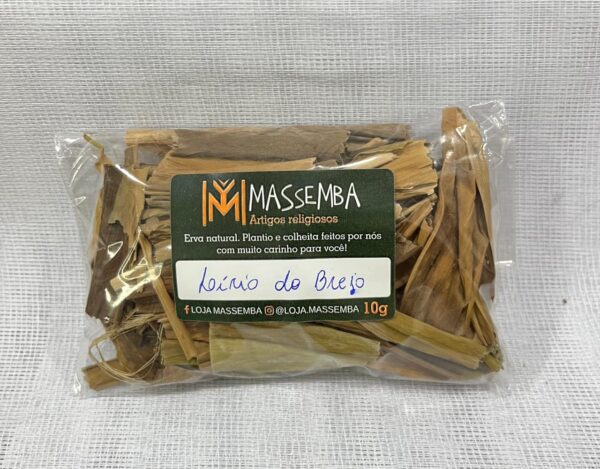 MASSEMBA
Artigos religiosos
Erva natural. Plantio e colheita feitos por nós
com muito carinho para você!
Lírio do Brejo
LOJA.MASSEMBA @LOJA.MASSEMBA 10g